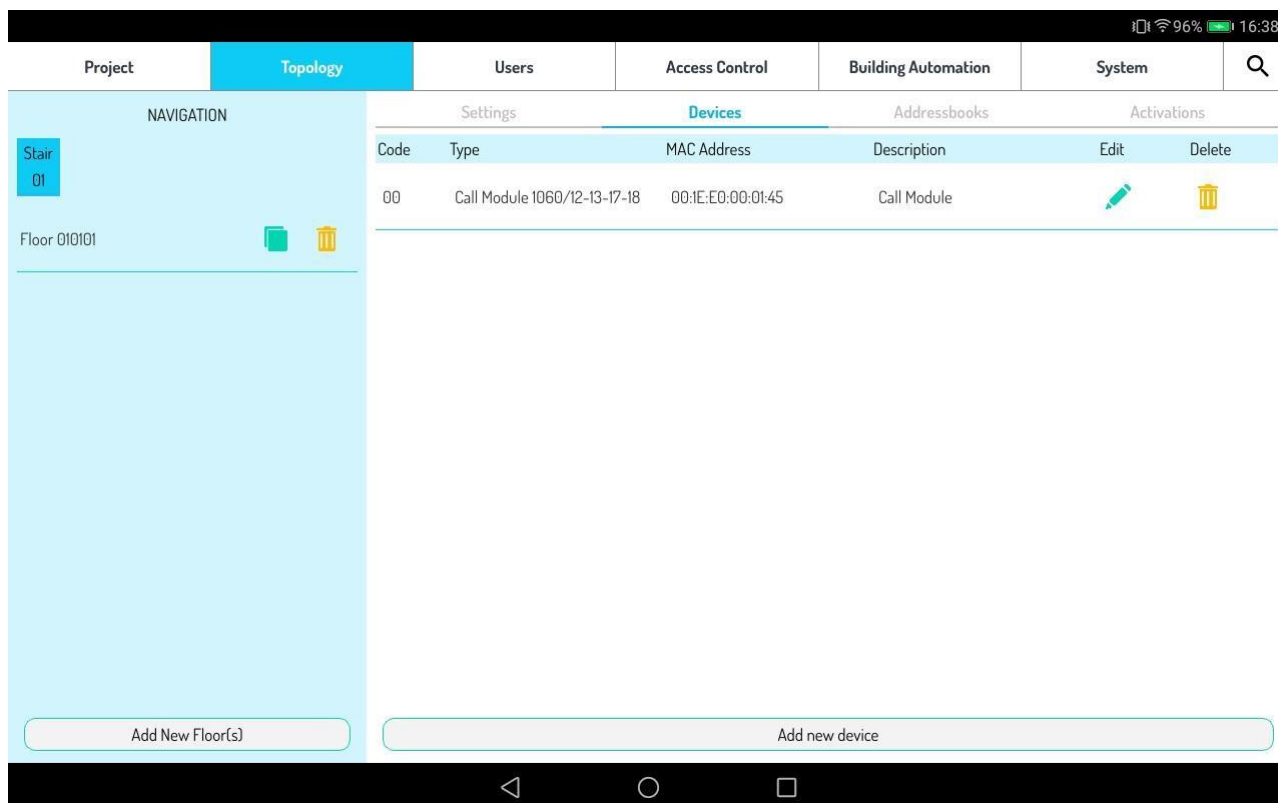 96% 16:38
Project Topology Users Access Control Building Automation System
NAVIGATION
Settings Devices Addressbooks Activations
Stair
01
Code Type MAC Address Description Edit Delete
00 Call Module 1060/12-13-17-18 00:1E:E0:00:01:45 Call Module
Floor 010101
Add New Floor(s)
Add new device